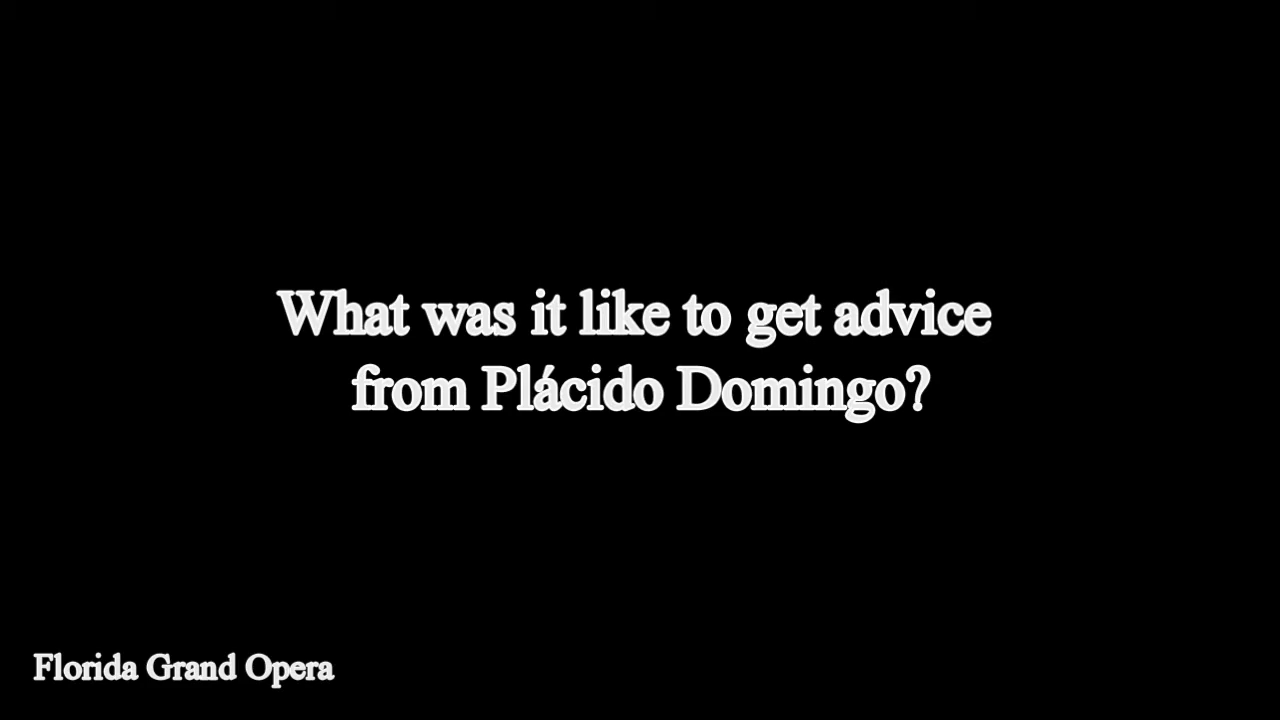 What was it like to get advice
from Plácido Domingo?
Florida Grand Opera